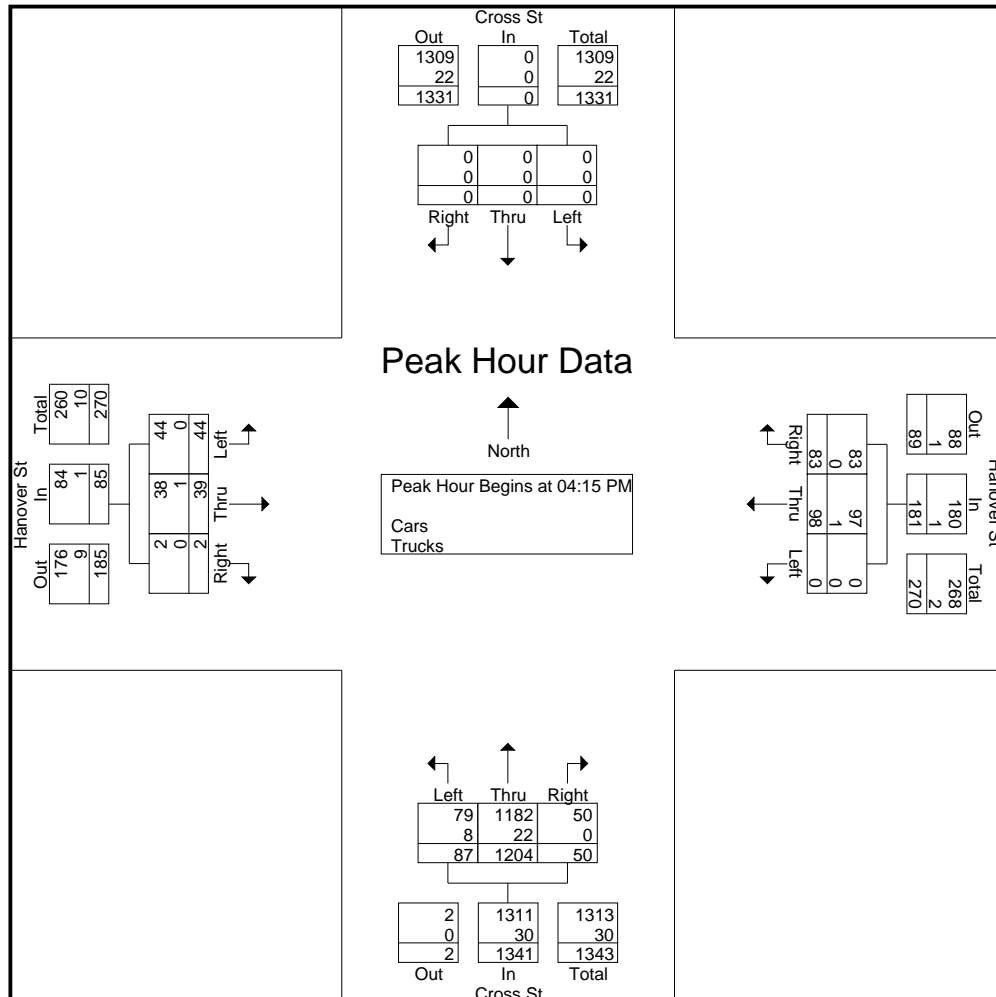 Cross St
Out In Total
1309 0 1309
22 0 22
1331 0 1331
0 0 0
0 0 0
0 0 0
Right Thru Left
Peak Hour Data
North
Peak Hour Begins at 04:15 PM
Cars
Trucks
Hanover St
Total In Out
260 84 176
10 1 9
270 85 185
44 38 2
0 1 0
44 39 2
Left Thru Right
Right Thru Left
83 98 0
0 1 0
83 97 0
Out In Total
88 180 268
1 1 2
89 181 270
Hanover St
Left Thru Right
79 1182 50
8 22 0
87 1204 50
2 1311 1313
0 30 30
2 1341 1343
Out In Total
Cross St